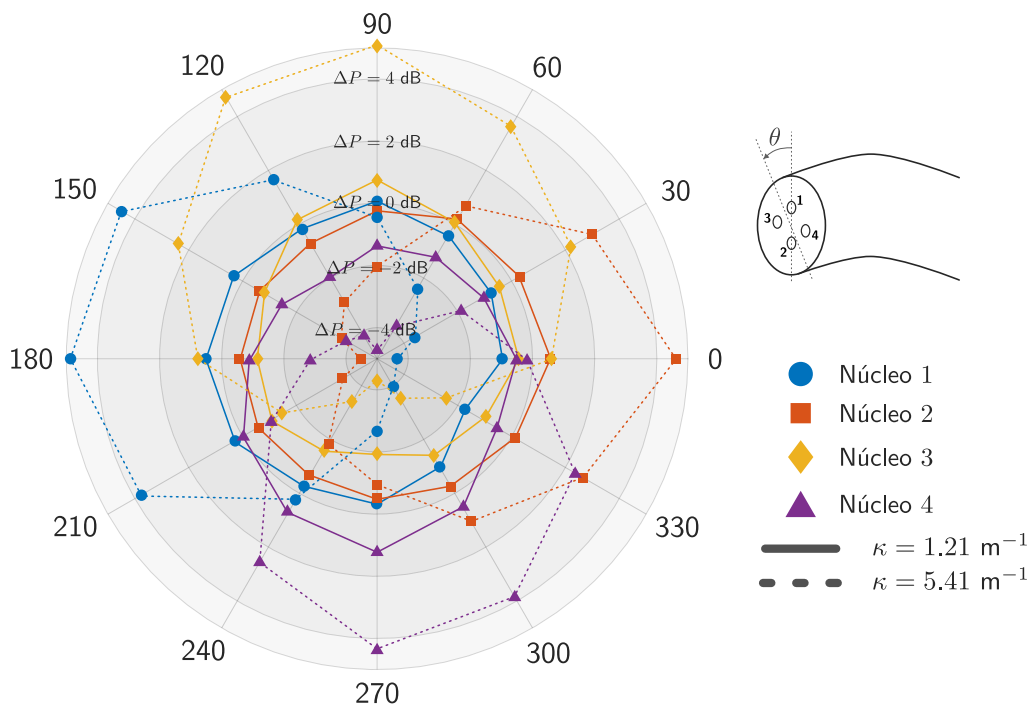 90
120
60
ΔP = 4 dB
ΔP = 2 dB
150
30
ΔP = 0 dB
ΔP = −2 dB
ΔP = −4 dB
180
0
210
330
240
300
270
θ
1
3
4
2
Núcleo 1
Núcleo 2
Núcleo 3
Núcleo 4
κ = 1.21 m⁻¹
κ = 5.41 m⁻¹